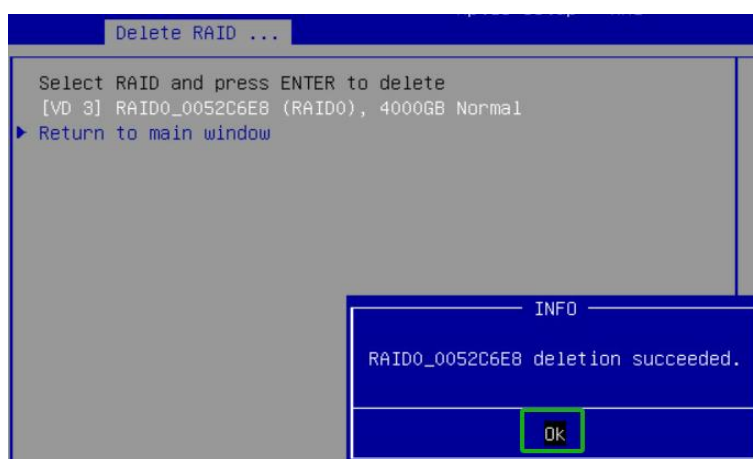 Delete RAID ...
Select RAID and press ENTER to delete
[VD 3] RAID0_0052C6E8 (RAID0), 4000GB Normal
Return to main window
INFO
RAID0_0052C6E8 deletion succeeded.
Ok